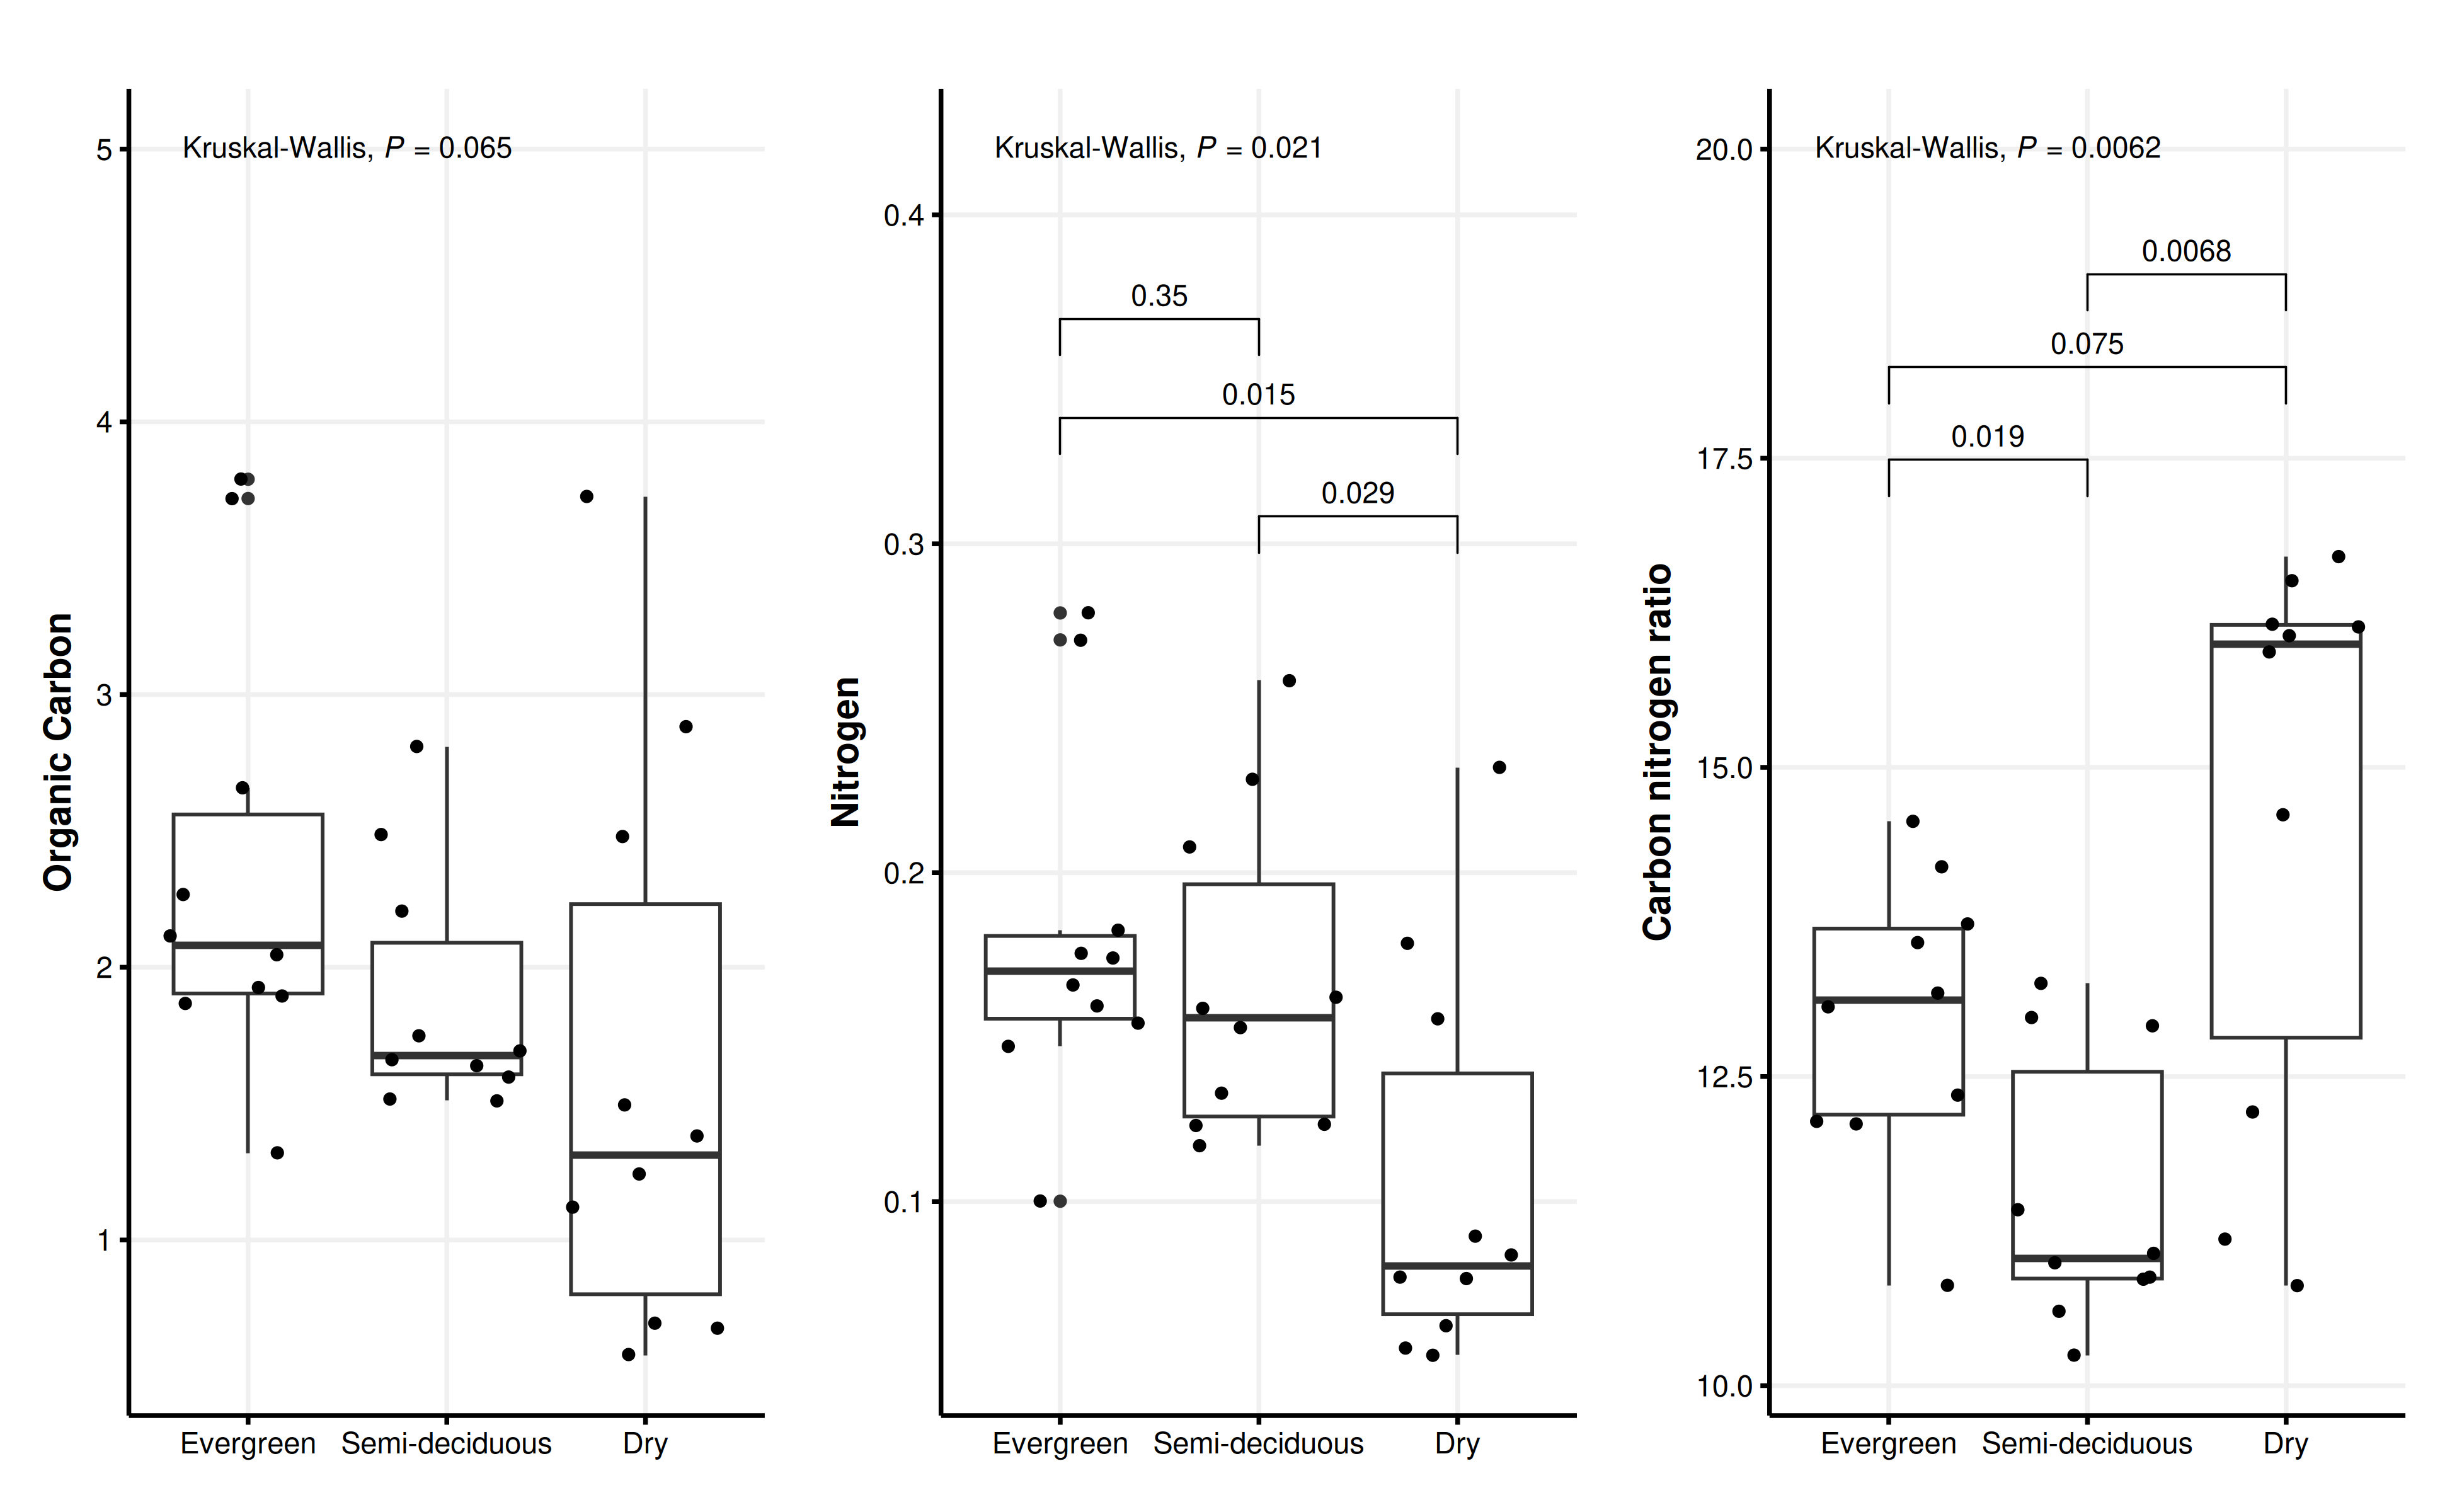 Organic Carbon
Kruskal-Wallis, P = 0.065
5
4
3
2
1
Evergreen
Semi-deciduous
Dry
Nitrogen
Kruskal-Wallis, P = 0.021
0.4
0.35
0.015
0.029
0.3
0.2
0.1
Evergreen
Semi-deciduous
Dry
Carbon nitrogen ratio
Kruskal-Wallis, P = 0.0062
20.0
0.0068
0.075
0.019
17.5
15.0
12.5
10.0
Evergreen
Semi-deciduous
Dry